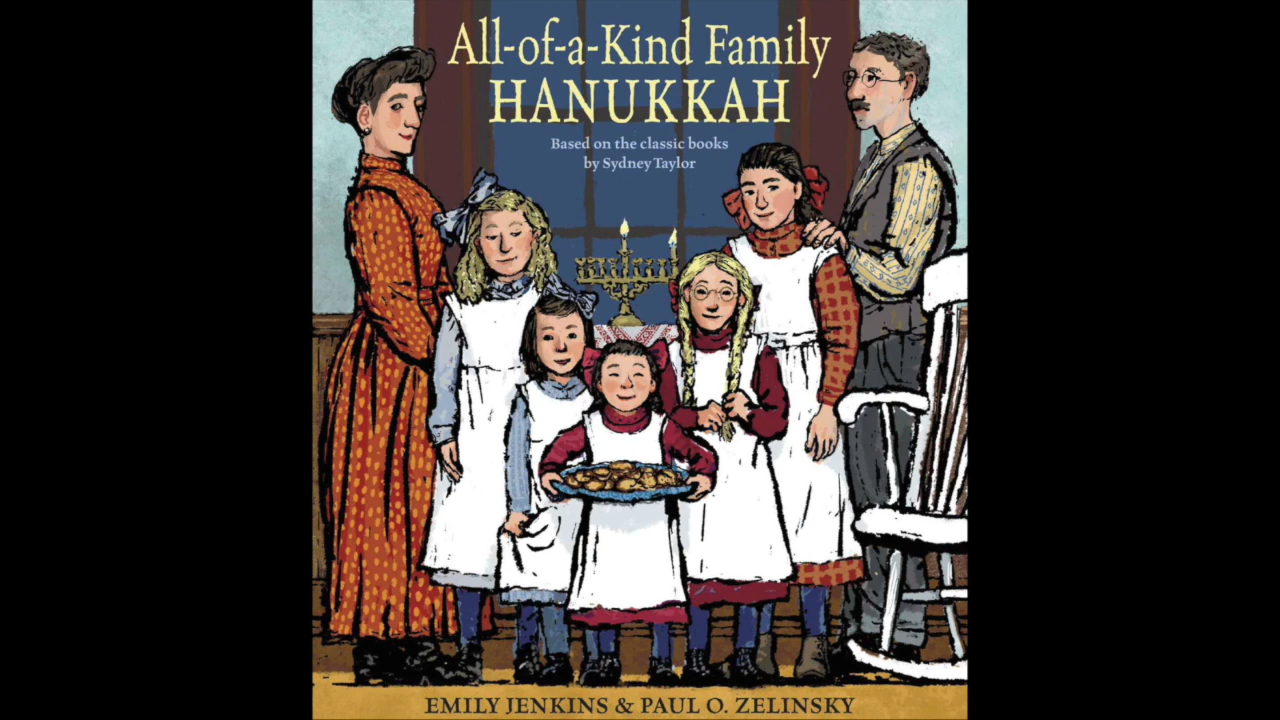 All-of-a-Kind Family
HANUKKAH
Based on the classic books
by Sydney Taylor
EMILY JENKINS & PAUL O. ZELINSKY